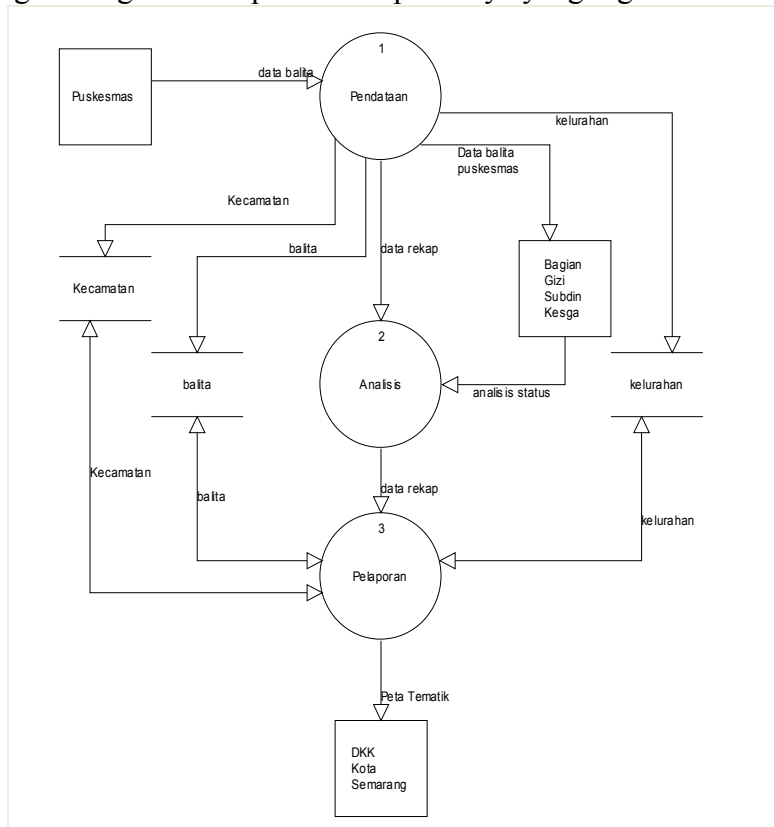 1
Puskesmas
data balita
Pendataan
kelurahan
Data balita
puskesmas
Kecamatan
balita
data rekap
Bagian
Gizi
Subdin
Kesga
Kecamatan
2
balita
Analisis
analisis status
kelurahan
Kecamatan
balita
data rekap
kelurahan
3
Pelaporan
Peta Tematik
DKK
Kota
Semarang